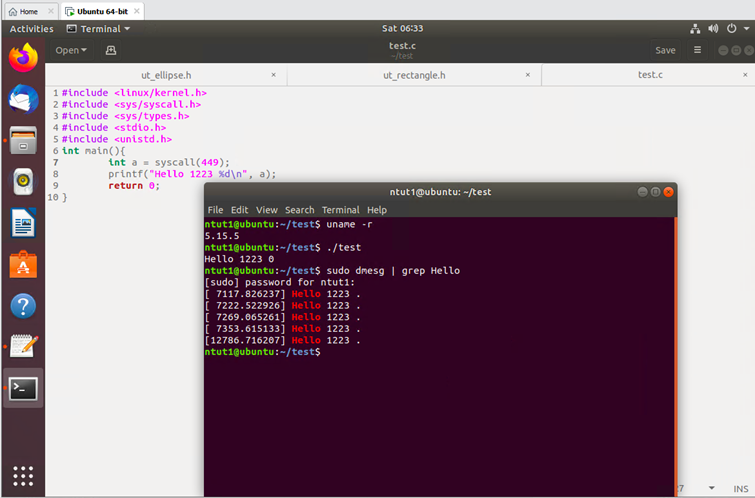 Home × Ubuntu 64-bit ×
Activities Terminal Sat 06:33
Open test.c Save
~/test
ut_ellipse.h × ut_rectangle.h × test.c ×
1 #include <linux/kernel.h>
2 #include <sys/syscall.h>
3 #include <sys/types.h>
4 #include <stdio.h>
5 #include <unistd.h>
6 int main(){
7 int a = syscall(449);
8 printf("Hello 1223 %d\n", a);
9 return 0;
10 }
ntut1@ubuntu: ~/test
File Edit View Search Terminal Help
ntut1@ubuntu:~/test$ uname -r
5.15.5
ntut1@ubuntu:~/test$ ./test
Hello 1223 0
ntut1@ubuntu:~/test$ sudo dmesg | grep Hello
[sudo] password for ntut1:
[ 7117.826237] Hello 1223 .
[ 7222.522926] Hello 1223 .
[ 7269.065261] Hello 1223 .
[ 7353.615133] Hello 1223 .
[12786.716207] Hello 1223 .
ntut1@ubuntu:~/test$
INS